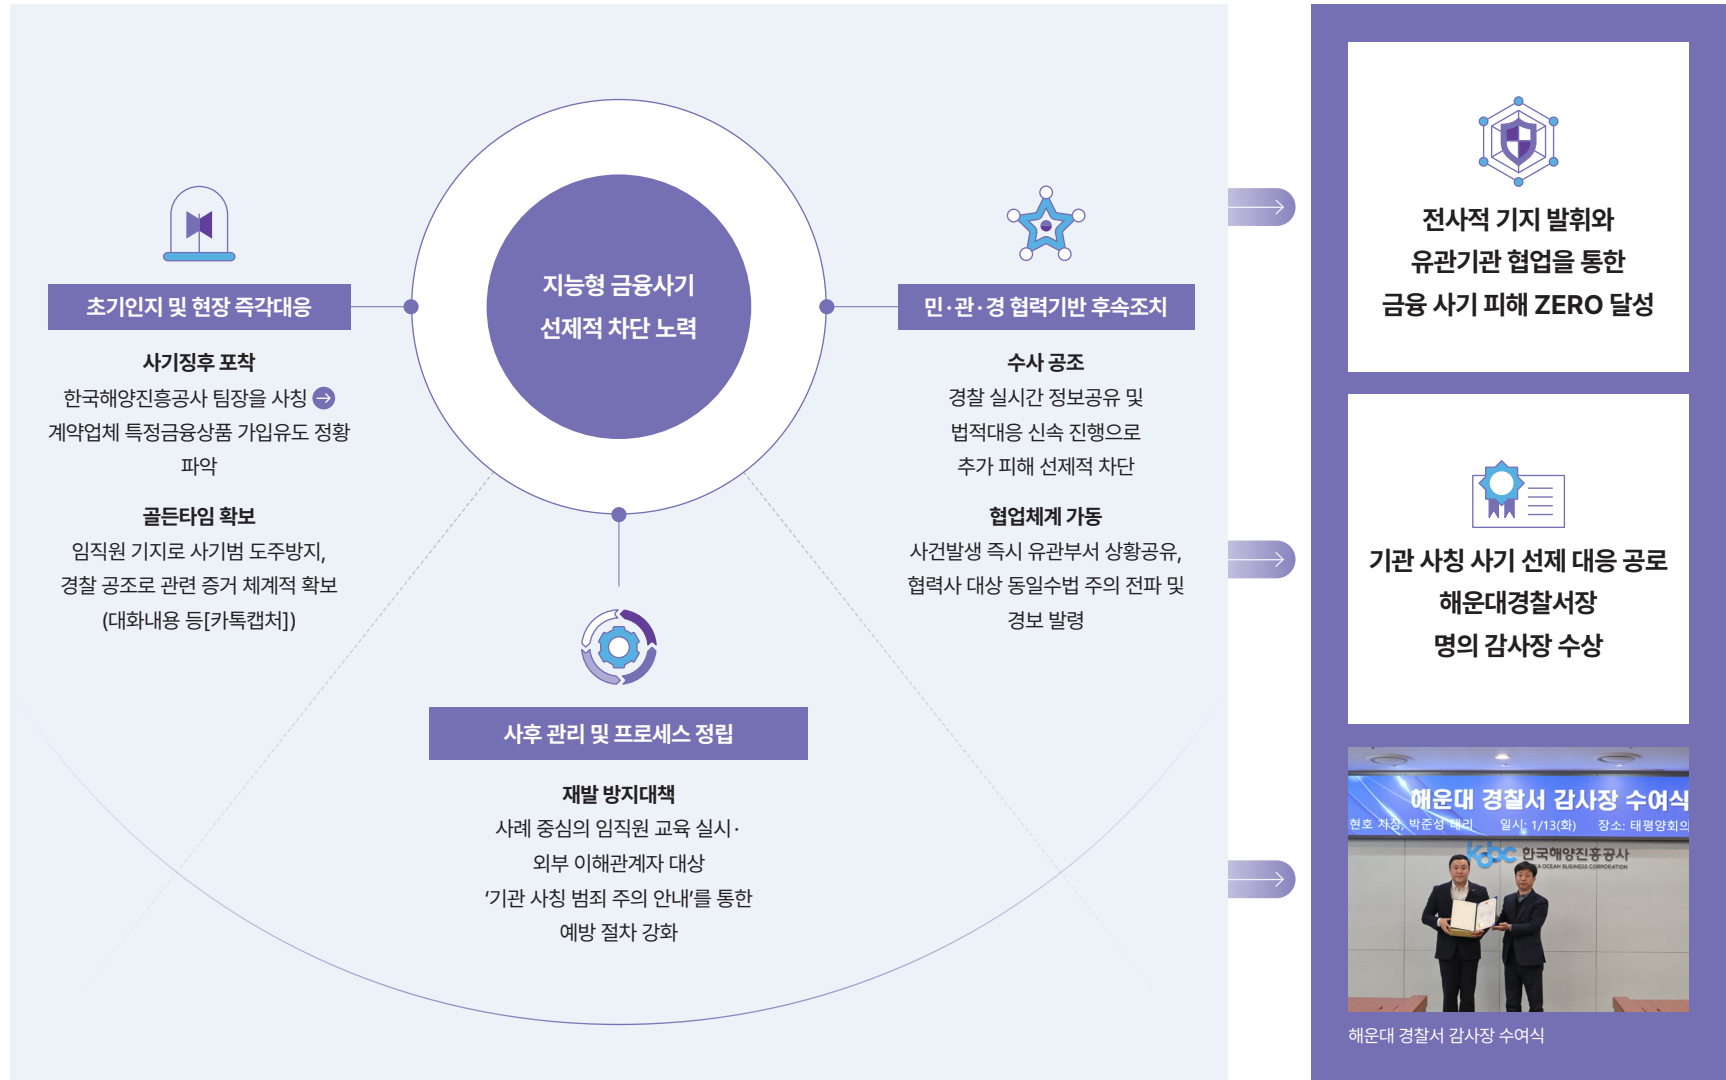 지능형 금융사기
선제적 차단 노력
초기인지 및 현장 즉각대응
사기징후 포착
한국해양진흥공사 팀장을 사칭 →
계약업체 특정금융상품 가입유도 정황
파악
골든타임 확보
임직원 기지로 사기범 도주방지,
경찰 공조로 관련 증거 체계적 확보
(대화내용 등[카톡캡처])
민·관·경 협력기반 후속조치
수사 공조
경찰 실시간 정보공유 및
법적대응 신속 진행으로
추가 피해 선제적 차단
협업체계 가동
사건발생 즉시 유관부서 상황공유,
협력사 대상 동일수법 주의 전파 및
경보 발령
사후 관리 및 프로세스 정립
재발 방지대책
사례 중심의 임직원 교육 실시·
외부 이해관계자 대상
‘기관 사칭 범죄 주의 안내’를 통한
예방 절차 강화
전사적 기지 발휘와
유관기관 협업을 통한
금융 사기 피해 ZERO 달성
기관 사칭 사기 선제 대응 공로
해운대경찰서장
명의 감사장 수상
해운대 경찰서 감사장 수여식
현호 차장, 박준성 대리 일시: 1/13(화) 장소: 태평양회의
kobc 한국해양진흥공사
OCEAN BUSINESS CORPORATION
해운대 경찰서 감사장 수여식